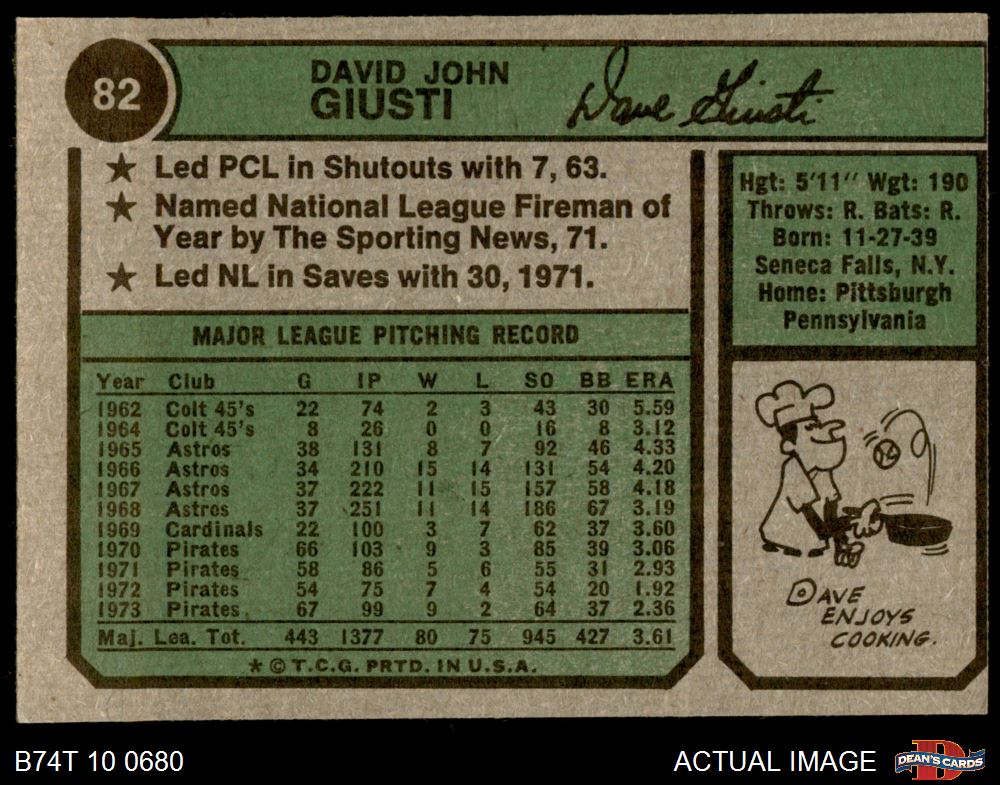 82
DAVID JOHN
GIUSTI
Dave Giusti
★ Led PCL in Shutouts with 7, 63.
★ Named National League Fireman of
Year by The Sporting News, 71.
★ Led NL in Saves with 30, 1971.
Hgt: 5'11" Wgt: 190
Throws: R. Bats: R.
Born: 11-27-39
Seneca Falls, N.Y.
Home: Pittsburgh
Pennsylvania
MAJOR LEAGUE PITCHING RECORD
Year Club G IP W L SO BB ERA
1962 Colt 45's 22 74 2 3 43 30 5.59
1964 Colt 45's 8 26 0 0 16 8 3.12
1965 Astros 38 131 8 7 92 46 4.33
1966 Astros 34 210 15 14 131 54 4.20
1967 Astros 37 222 11 15 157 58 4.18
1968 Astros 37 251 11 14 186 67 3.19
1969 Cardinals 22 100 3 7 62 37 3.60
1970 Pirates 66 103 9 3 85 39 3.06
1971 Pirates 58 86 5 6 55 31 2.93
1972 Pirates 54 75 7 4 54 20 1.92
1973 Pirates 67 99 9 2 64 37 2.36
Maj. Lea. Tot. 443 1377 80 75 945 427 3.61
* © T.C.G. PRTD. IN U.S.A.
DAVE
ENJOYS
COOKING.
B74T 10 0680
ACTUAL IMAGE
DEAN'S CARDS